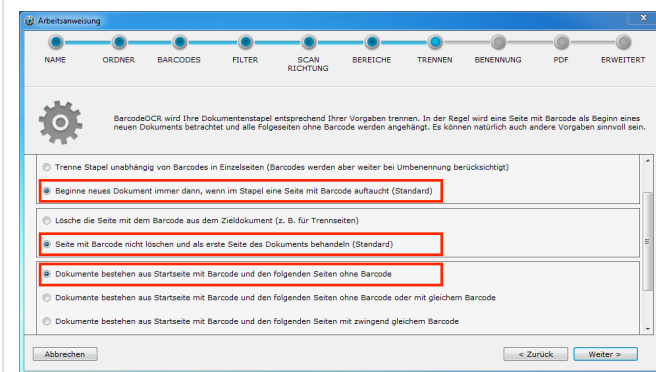 Arbeitsanweisung
NAME
ORDNER
BARCODES
FILTER
SCAN
RICHTUNG
BEREICHE
TRENNEN
BENENNUNG
PDF
ERWEITERT
BarcodeOCR wird Ihre Dokumentenstapel entsprechend Ihrer Vorgaben trennen. In der Regel wird eine Seite mit Barcode als Beginn eines
neuen Dokuments betrachtet und alle Folgeseiten ohne Barcode werden angehängt. Es können natürlich auch andere Vorgaben sinnvoll sein.
Trenne Stapel unabhängig von Barcodes in Einzelseiten (Barcodes werden aber weiter bei Umbenennung berücksichtigt)
Beginne neues Dokument immer dann, wenn im Stapel eine Seite mit Barcode auftaucht (Standard)
Lösche die Seite mit dem Barcode aus dem Zieldokument (z. B. für Trennseiten)
Seite mit Barcode nicht löschen und als erste Seite des Dokuments behandeln (Standard)
Dokumente bestehen aus Startseite mit Barcode und den folgenden Seiten ohne Barcode
Dokumente bestehen aus Startseite mit Barcode und den folgenden Seiten ohne Barcode oder mit gleichem Barcode
Dokumente bestehen aus Startseite mit Barcode und den folgenden Seiten mit zwingend gleichem Barcode
Abbrechen
< Zurück
Weiter >